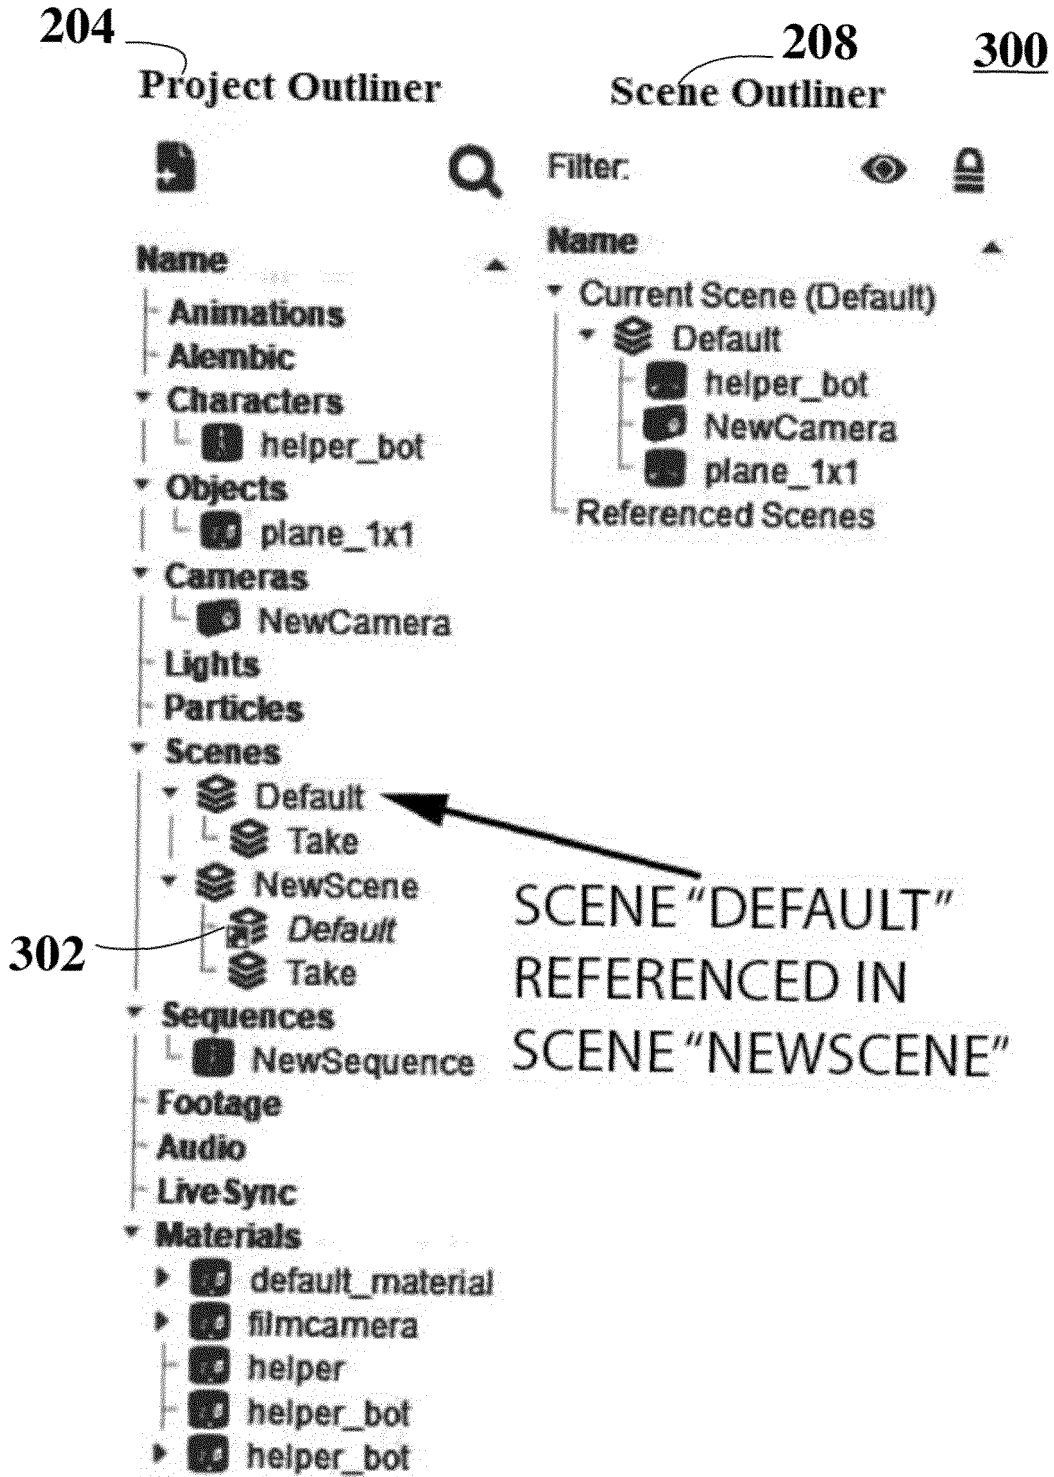 204
208
300
Project Outliner
Scene Outliner
Filter:
Name
Animations
Alembic
Characters
helper_bot
Objects
plane_1x1
Cameras
NewCamera
Lights
Particles
Scenes
Default
Take
NewScene
302
Default
Take
Sequences
NewSequence
Footage
Audio
LiveSync
Materials
default_material
filmcamera
helper
helper_bot
helper_bot
Name
Current Scene (Default)
Default
helper_bot
NewCamera
plane_1x1
Referenced Scenes
SCENE “DEFAULT”
REFERENCED IN
SCENE “NEWSCENE”